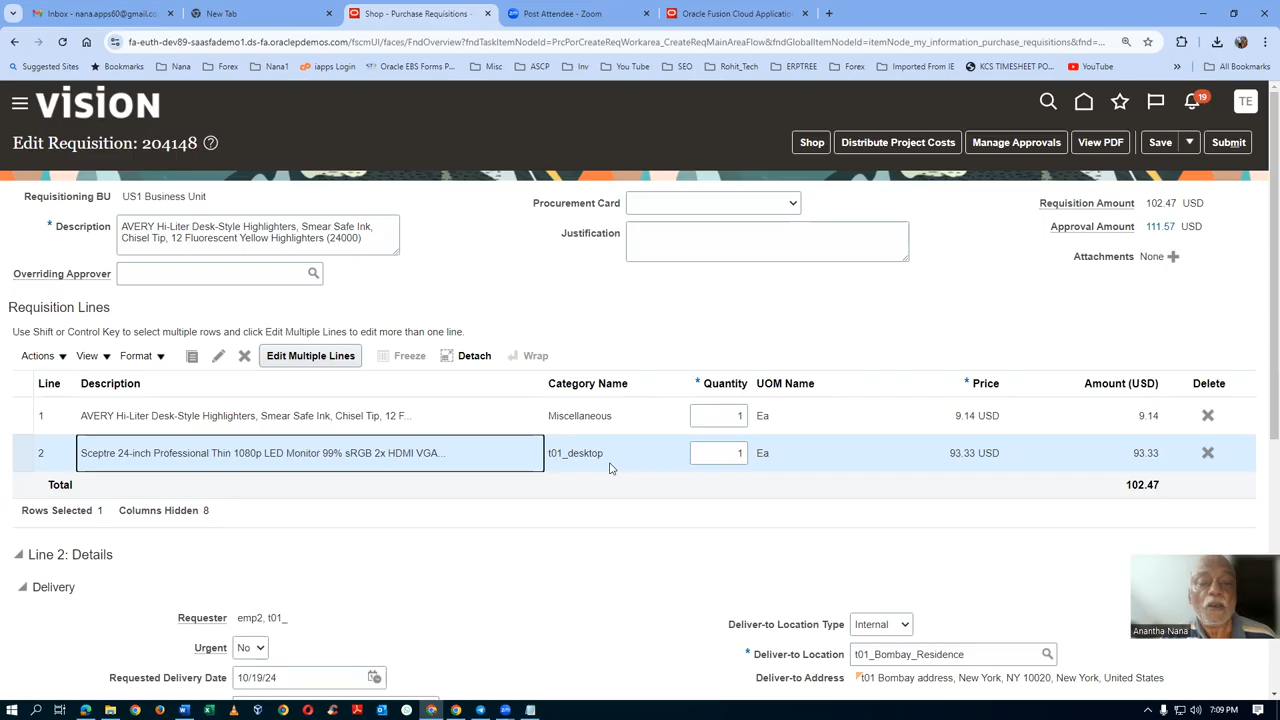 Inbox - nana.apps60@gmail.co
New Tab
Shop - Purchase Requisitions -
Post Attendee - Zoom
Oracle Fusion Cloud Application
fa-euth-dev89-saasfademo1.ds-fa.oraclepdemos.com/fscmUI/faces/FndOverview?fndTaskItemNodeId=PrcPorCreateReqWorkarea_CreateReqMainAreaFlow&fndGlobalItemNodeId=itemNode_my_information_purchase_requisitions&fnd=...
Suggested Sites
Bookmarks
Nana
Forex
Nana1
iapps Login
Oracle EBS Forms P...
Misc
ASCP
Inv
You Tube
SEO
Rohit_Tech
ERPTREE
Forex
Imported From IE
KCS TIMESHEET PO...
YouTube
All Bookmarks
VISION
19
TE
Edit Requisition: 204148
Shop
Distribute Project Costs
Manage Approvals
View PDF
Save
Submit
Requisitioning BU US1 Business Unit
* Description AVERY Hi-Liter Desk-Style Highlighters, Smear Safe Ink,
Chisel Tip, 12 Fluorescent Yellow Highlighters (24000)
Overriding Approver
Procurement Card
Justification
Requisition Amount 102.47 USD
Approval Amount 111.57 USD
Attachments None
Requisition Lines
Use Shift or Control Key to select multiple rows and click Edit Multiple Lines to edit more than one line.
Actions View Format Edit Multiple Lines Freeze Detach Wrap
Line Description Category Name * Quantity UOM Name * Price Amount (USD) Delete
1 AVERY Hi-Liter Desk-Style Highlighters, Smear Safe Ink, Chisel Tip, 12 F... Miscellaneous 1 Ea 9.14 USD 9.14
2 Sceptre 24-inch Professional Thin 1080p LED Monitor 99% sRGB 2x HDMI VGA... t01_desktop 1 Ea 93.33 USD 93.33
Total 102.47
Rows Selected 1 Columns Hidden 8
Line 2: Details
Delivery
Requester emp2, t01_
Urgent No
Requested Delivery Date 10/19/24
Deliver-to Location Type Internal
* Deliver-to Location t01_Bombay_Residence
Deliver-to Address t01 Bombay address, New York, NY 10020, New York, United States
Anantha Nana
7:09 PM